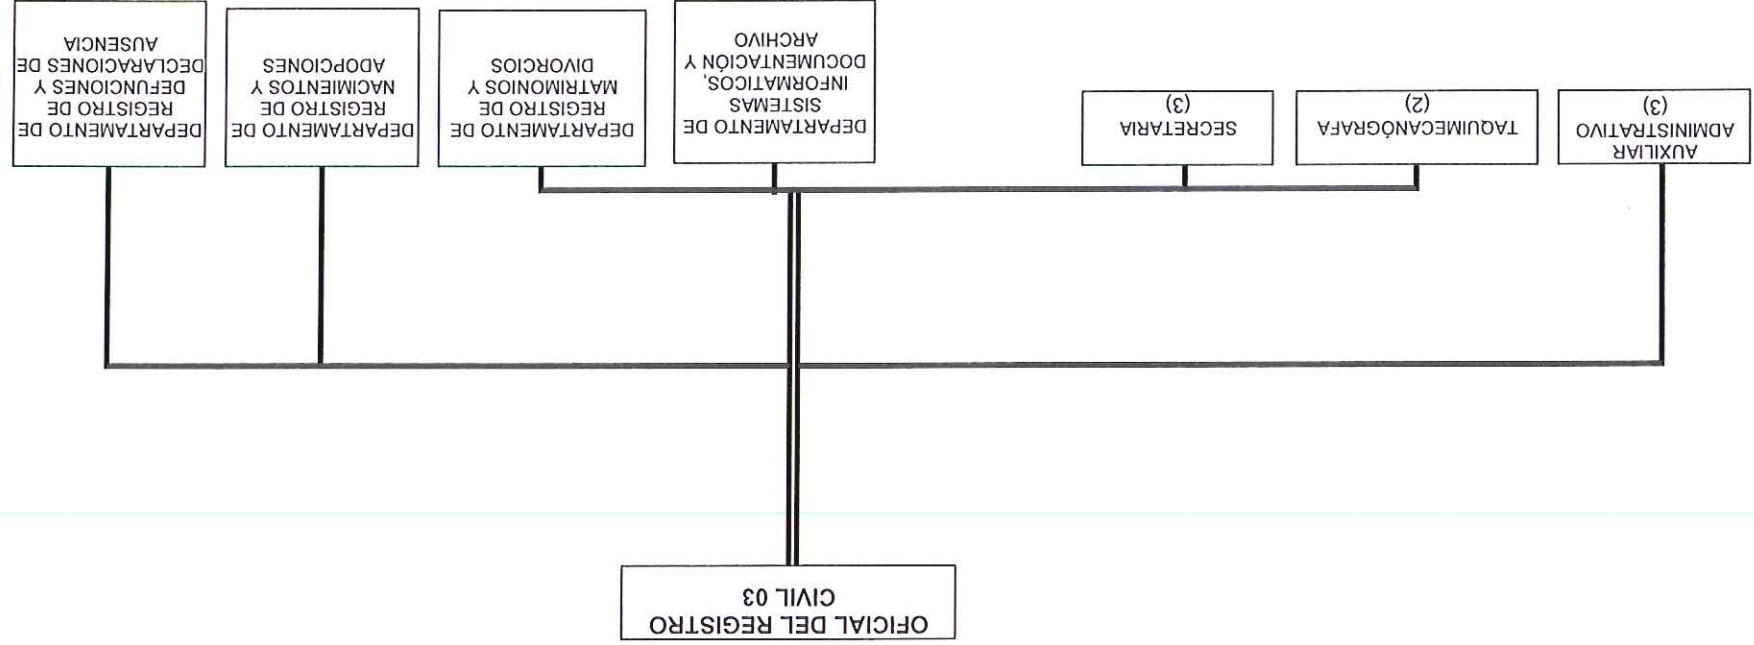 OFICIAL DEL REGISTRO
CIVIL 03
AUXILIAR
ADMINISTRATIVO
(3)
TAQUIMECANÓGRAFA
(2)
SECRETARIA
(3)
DEPARTAMENTO DE
SISTEMAS
INFORMATICOS,
DOCUMENTACIÓN Y
ARCHIVO
DEPARTAMENTO DE
REGISTRO DE
MATRIMONIOS Y
DIVORCIOS
DEPARTAMENTO DE
REGISTRO DE
NACIMIENTOS Y
ADOPCIONES
DEPARTAMENTO DE
REGISTRO DE
DEFUNCIONES Y
DECLARACIONES DE
AUSENCIA